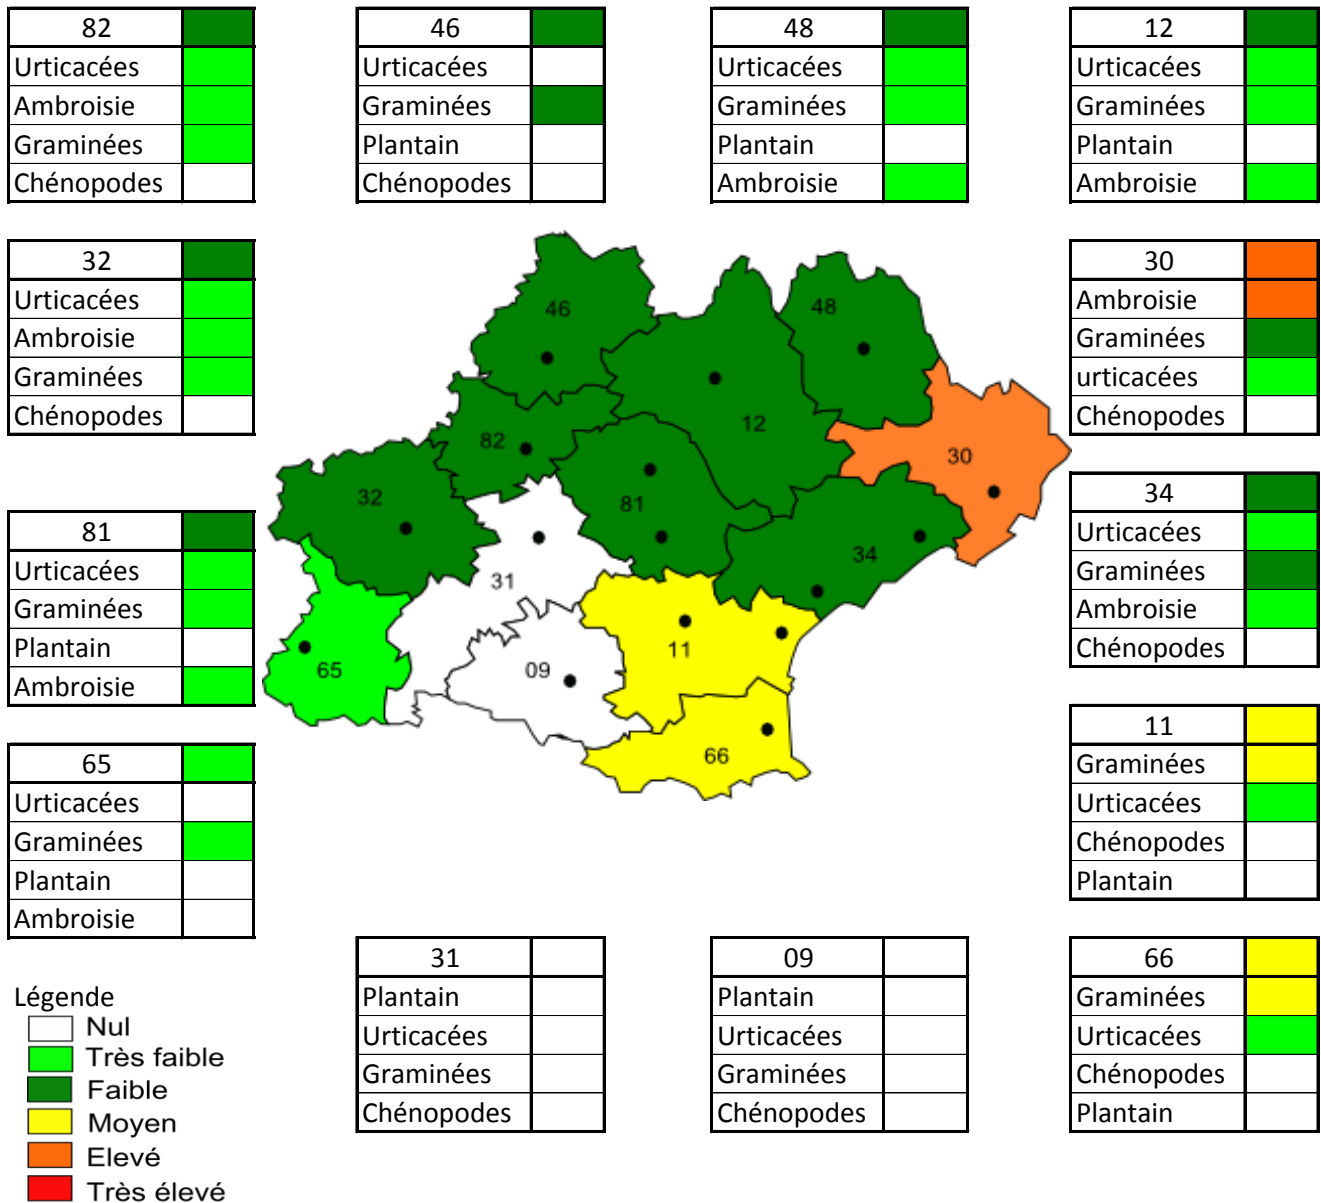 82
Urticacées
Ambroisie
Graminées
Chénopodes
46
Urticacées
Graminées
Plantain
Chénopodes
48
Urticacées
Graminées
Plantain
Ambroisie
12
Urticacées
Graminées
Plantain
Ambroisie
32
Urticacées
Ambroisie
Graminées
Chénopodes
30
Ambroisie
Graminées
urticacées
Chénopodes
46
48
12
82
30
32
81
34
31
11
09
65
66
81
Urticacées
Graminées
Plantain
Ambroisie
34
Urticacées
Graminées
Ambroisie
Chénopodes
65
Urticacées
Graminées
Plantain
Ambroisie
11
Graminées
Urticacées
Chénopodes
Plantain
31
Plantain
Urticacées
Graminées
Chénopodes
09
Plantain
Urticacées
Graminées
Chénopodes
66
Graminées
Urticacées
Chénopodes
Plantain
Légende
Nul
Très faible
Faible
Moyen
Elevé
Très élevé